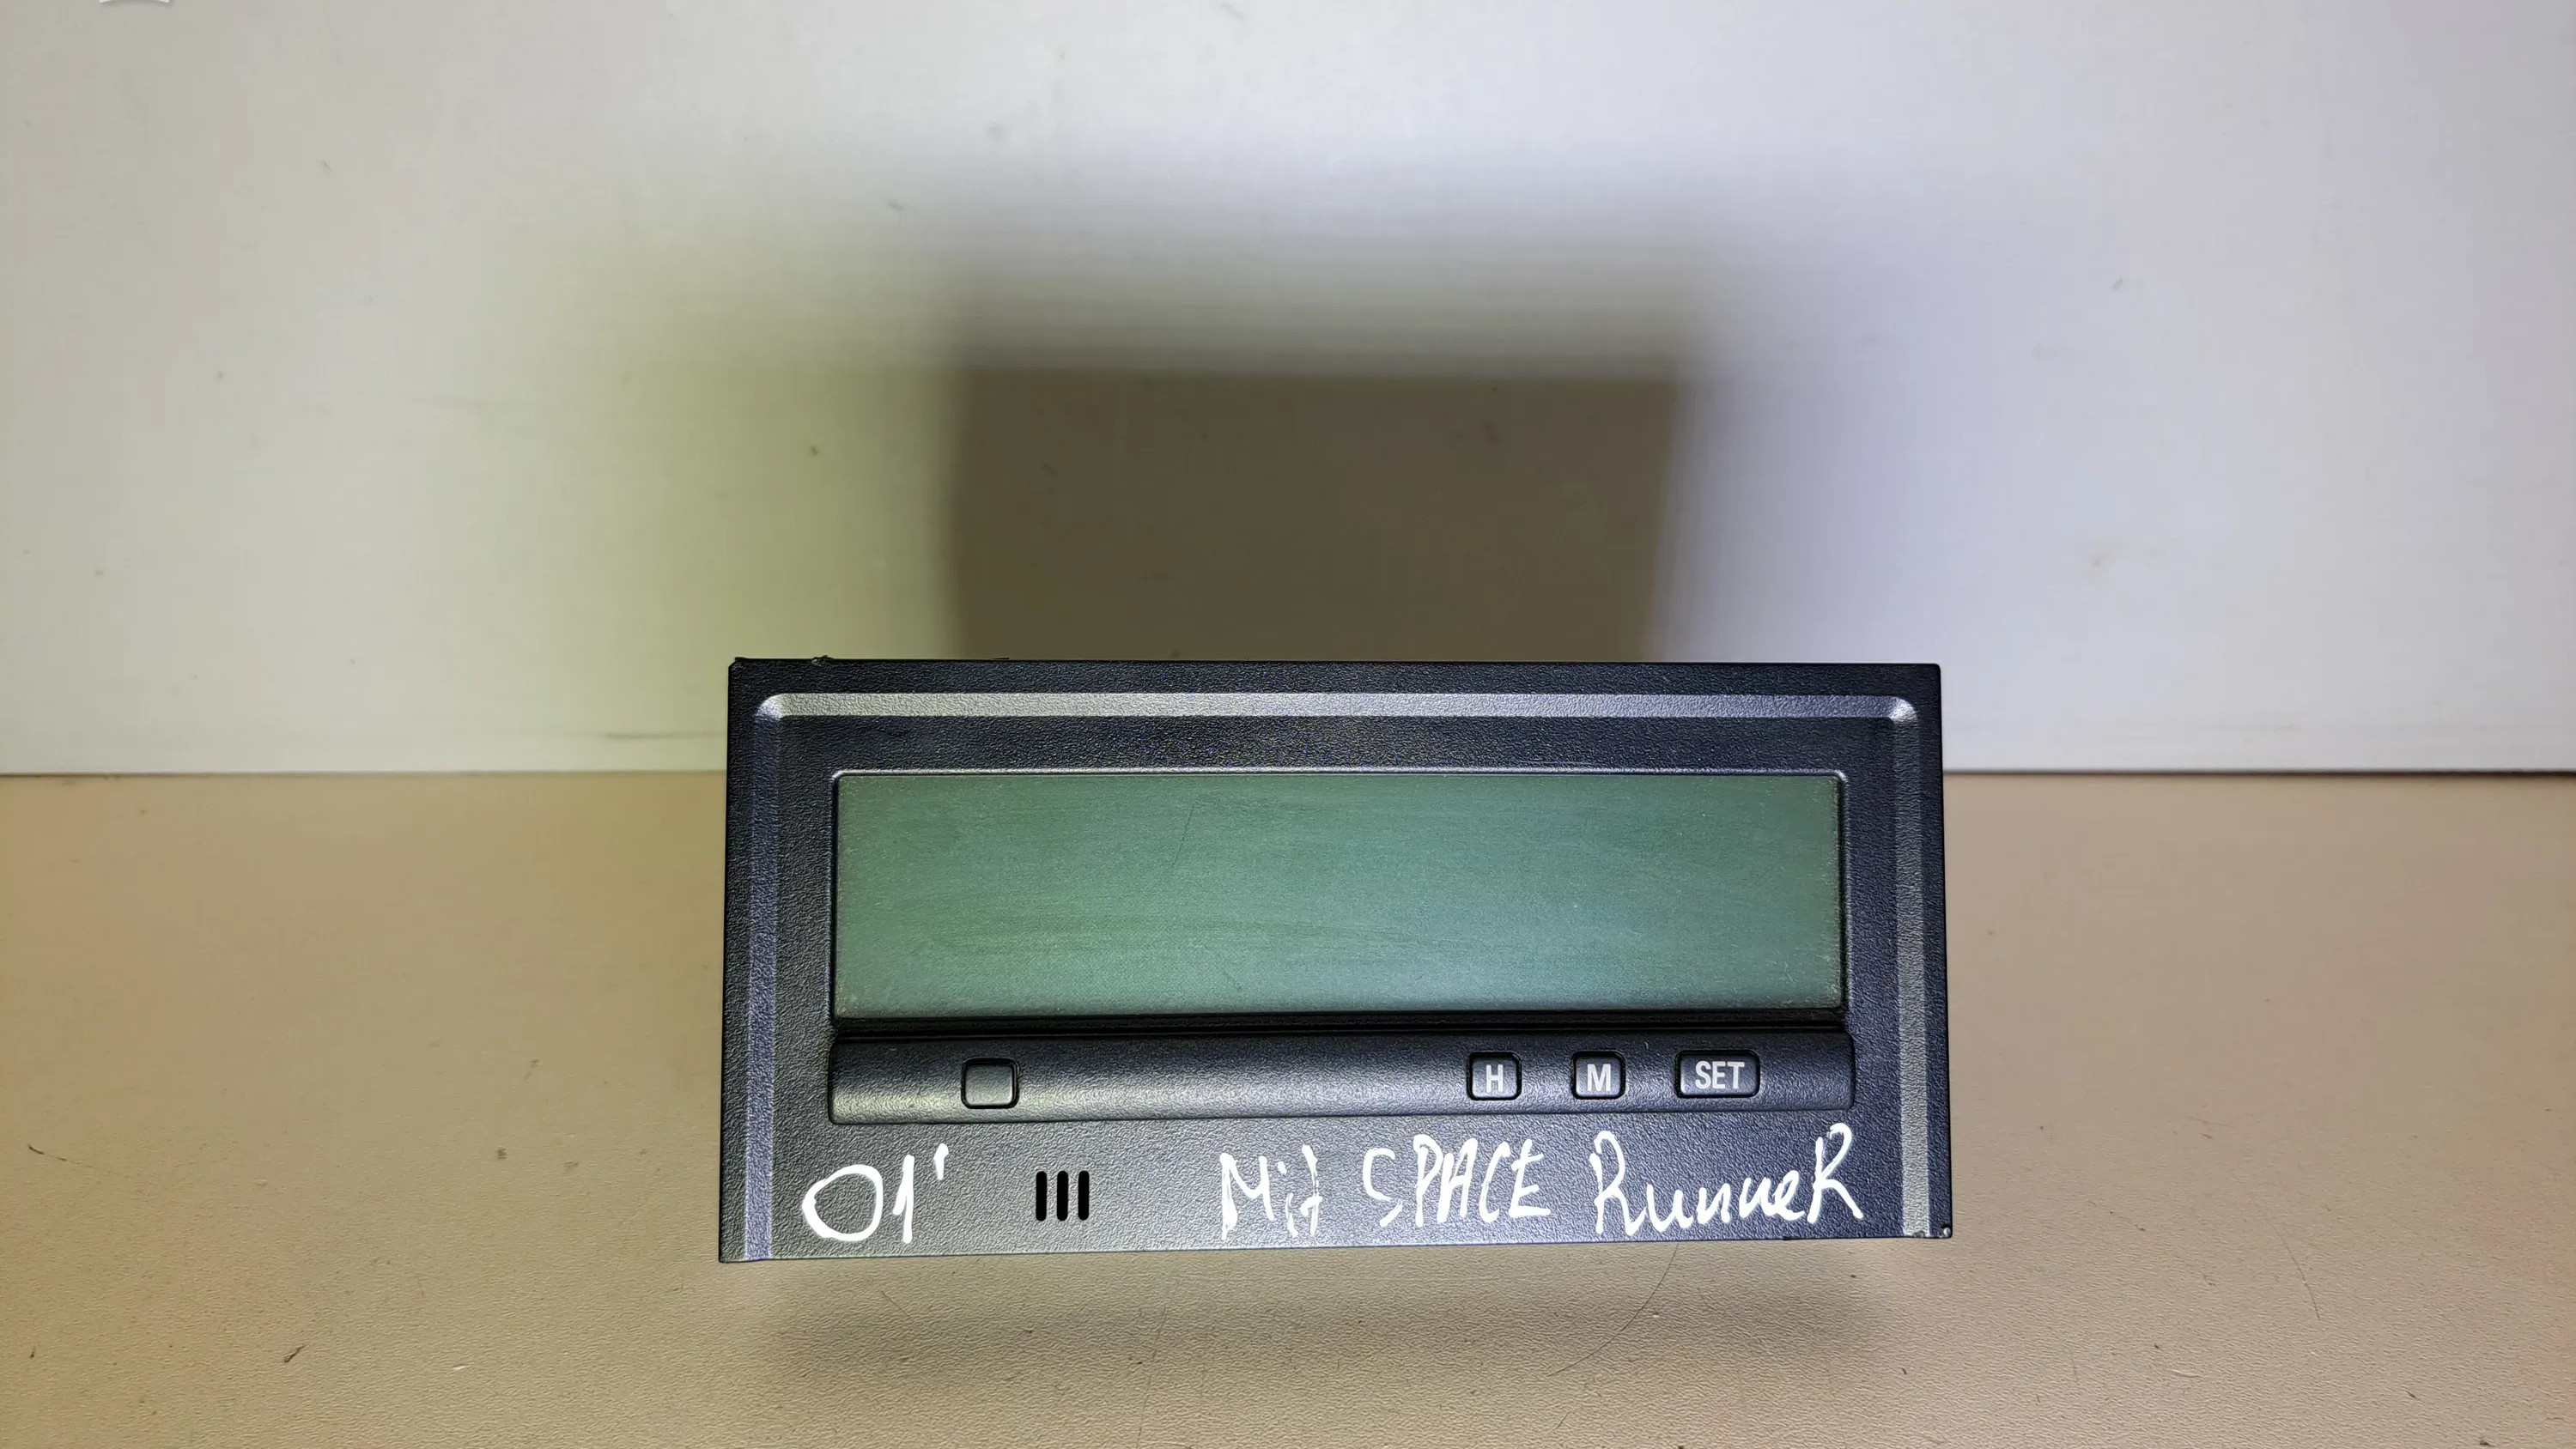 H M SET
01' Mit SPACE RunneR